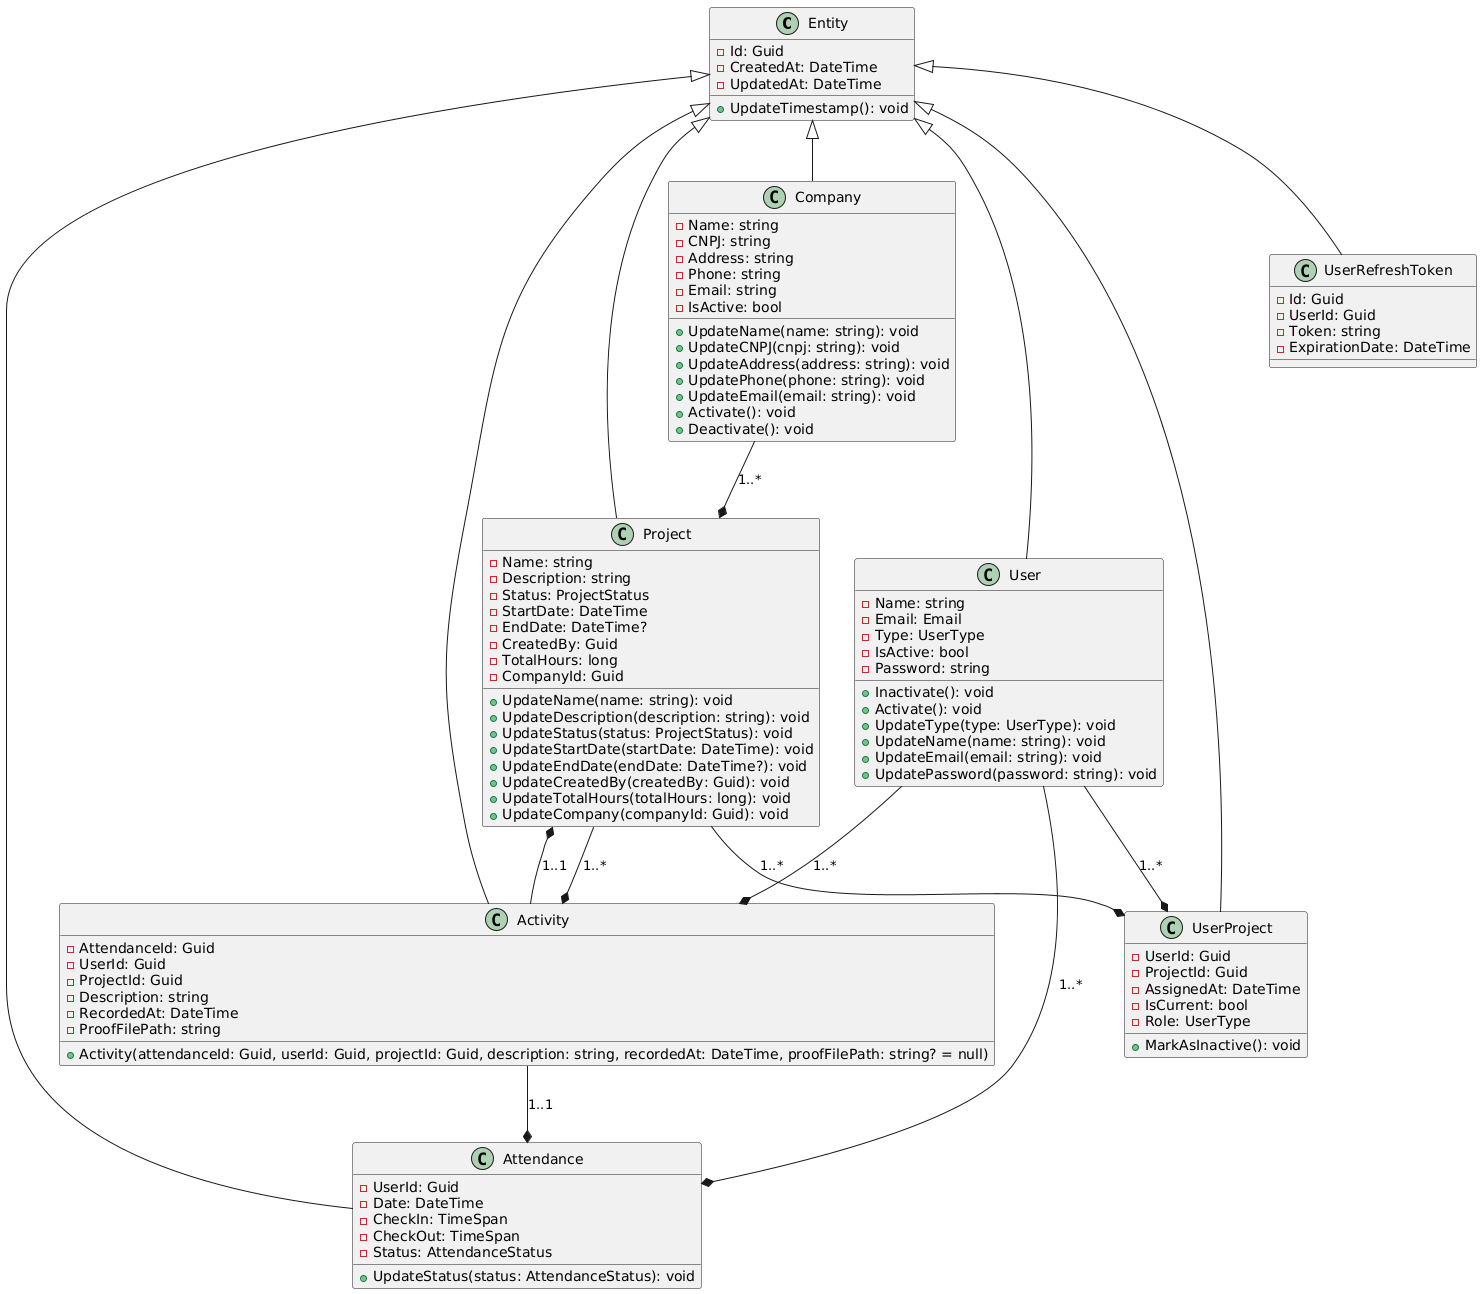 C Entity
Id: Guid
CreatedAt: DateTime
UpdatedAt: DateTime
UpdateTimestamp(): void
C Company
Name: string
CNPJ: string
Address: string
Phone: string
Email: string
IsActive: bool
UpdateName(name: string): void
UpdateCNPJ(cnpj: string): void
UpdateAddress(address: string): void
UpdatePhone(phone: string): void
UpdateEmail(email: string): void
Activate(): void
Deactivate(): void
C UserRefreshToken
Id: Guid
UserId: Guid
Token: string
ExpirationDate: DateTime
1..*
C Project
Name: string
Description: string
Status: ProjectStatus
StartDate: DateTime
EndDate: DateTime?
CreatedBy: Guid
TotalHours: long
CompanyId: Guid
UpdateName(name: string): void
UpdateDescription(description: string): void
UpdateStatus(status: ProjectStatus): void
UpdateStartDate(startDate: DateTime): void
UpdateEndDate(endDate: DateTime?): void
UpdateCreatedBy(createdBy: Guid): void
UpdateTotalHours(totalHours: long): void
UpdateCompany(companyId: Guid): void
C User
Name: string
Email: Email
Type: UserType
IsActive: bool
Password: string
Inactivate(): void
Activate(): void
UpdateType(type: UserType): void
UpdateName(name: string): void
UpdateEmail(email: string): void
UpdatePassword(password: string): void
1..1
1..*
1..*
1..*
1..*
C Activity
AttendanceId: Guid
UserId: Guid
ProjectId: Guid
Description: string
RecordedAt: DateTime
ProofFilePath: string
Activity(attendanceId: Guid, userId: Guid, projectId: Guid, description: string, recordedAt: DateTime, proofFilePath: string? = null)
1..*
C UserProject
UserId: Guid
ProjectId: Guid
AssignedAt: DateTime
IsCurrent: bool
Role: UserType
MarkAsInactive(): void
1..1
C Attendance
UserId: Guid
Date: DateTime
CheckIn: TimeSpan
CheckOut: TimeSpan
Status: AttendanceStatus
UpdateStatus(status: AttendanceStatus): void